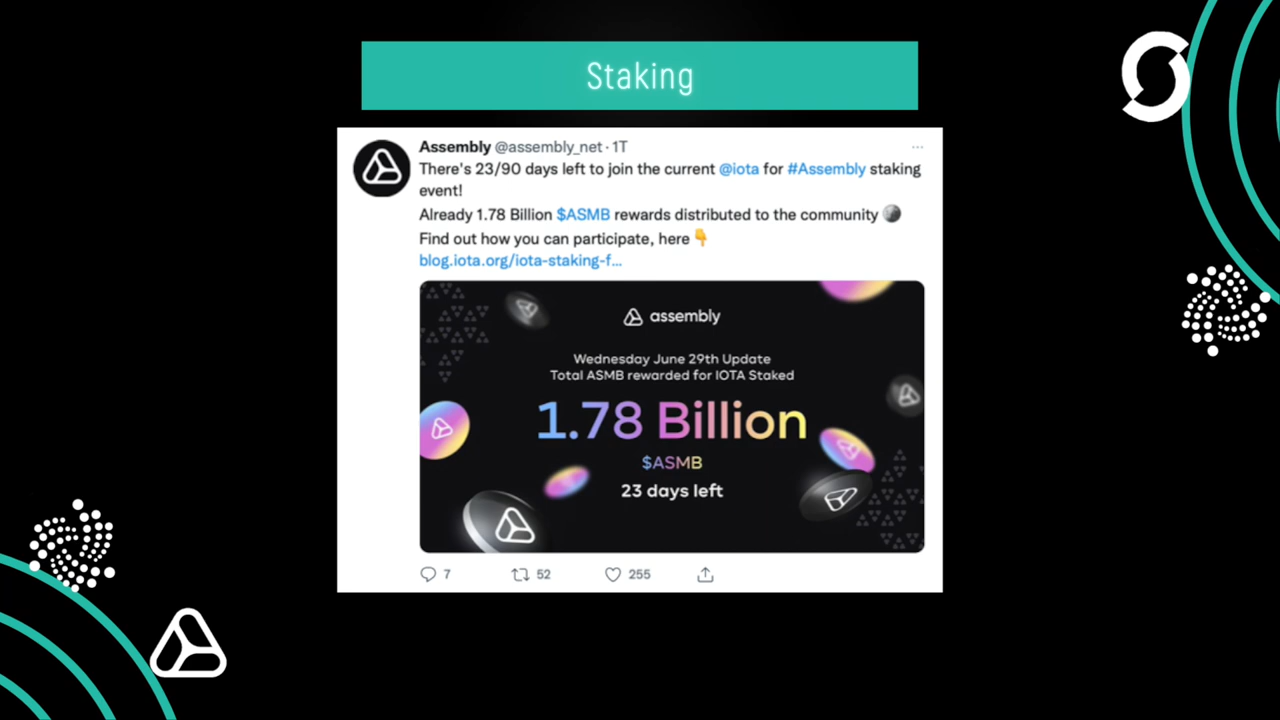 Staking
Assembly @assembly_net · 1T
There's 23/90 days left to join the current @iota for #Assembly staking
event!
Already 1.78 Billion $ASMB rewards distributed to the community
Find out how you can participate, here 👇
blog.iota.org/iota-staking-f...
assembly
Wednesday June 29th Update
Total ASMB rewarded for IOTA Staked
1.78 Billion
$ASMB
23 days left
7 52 255